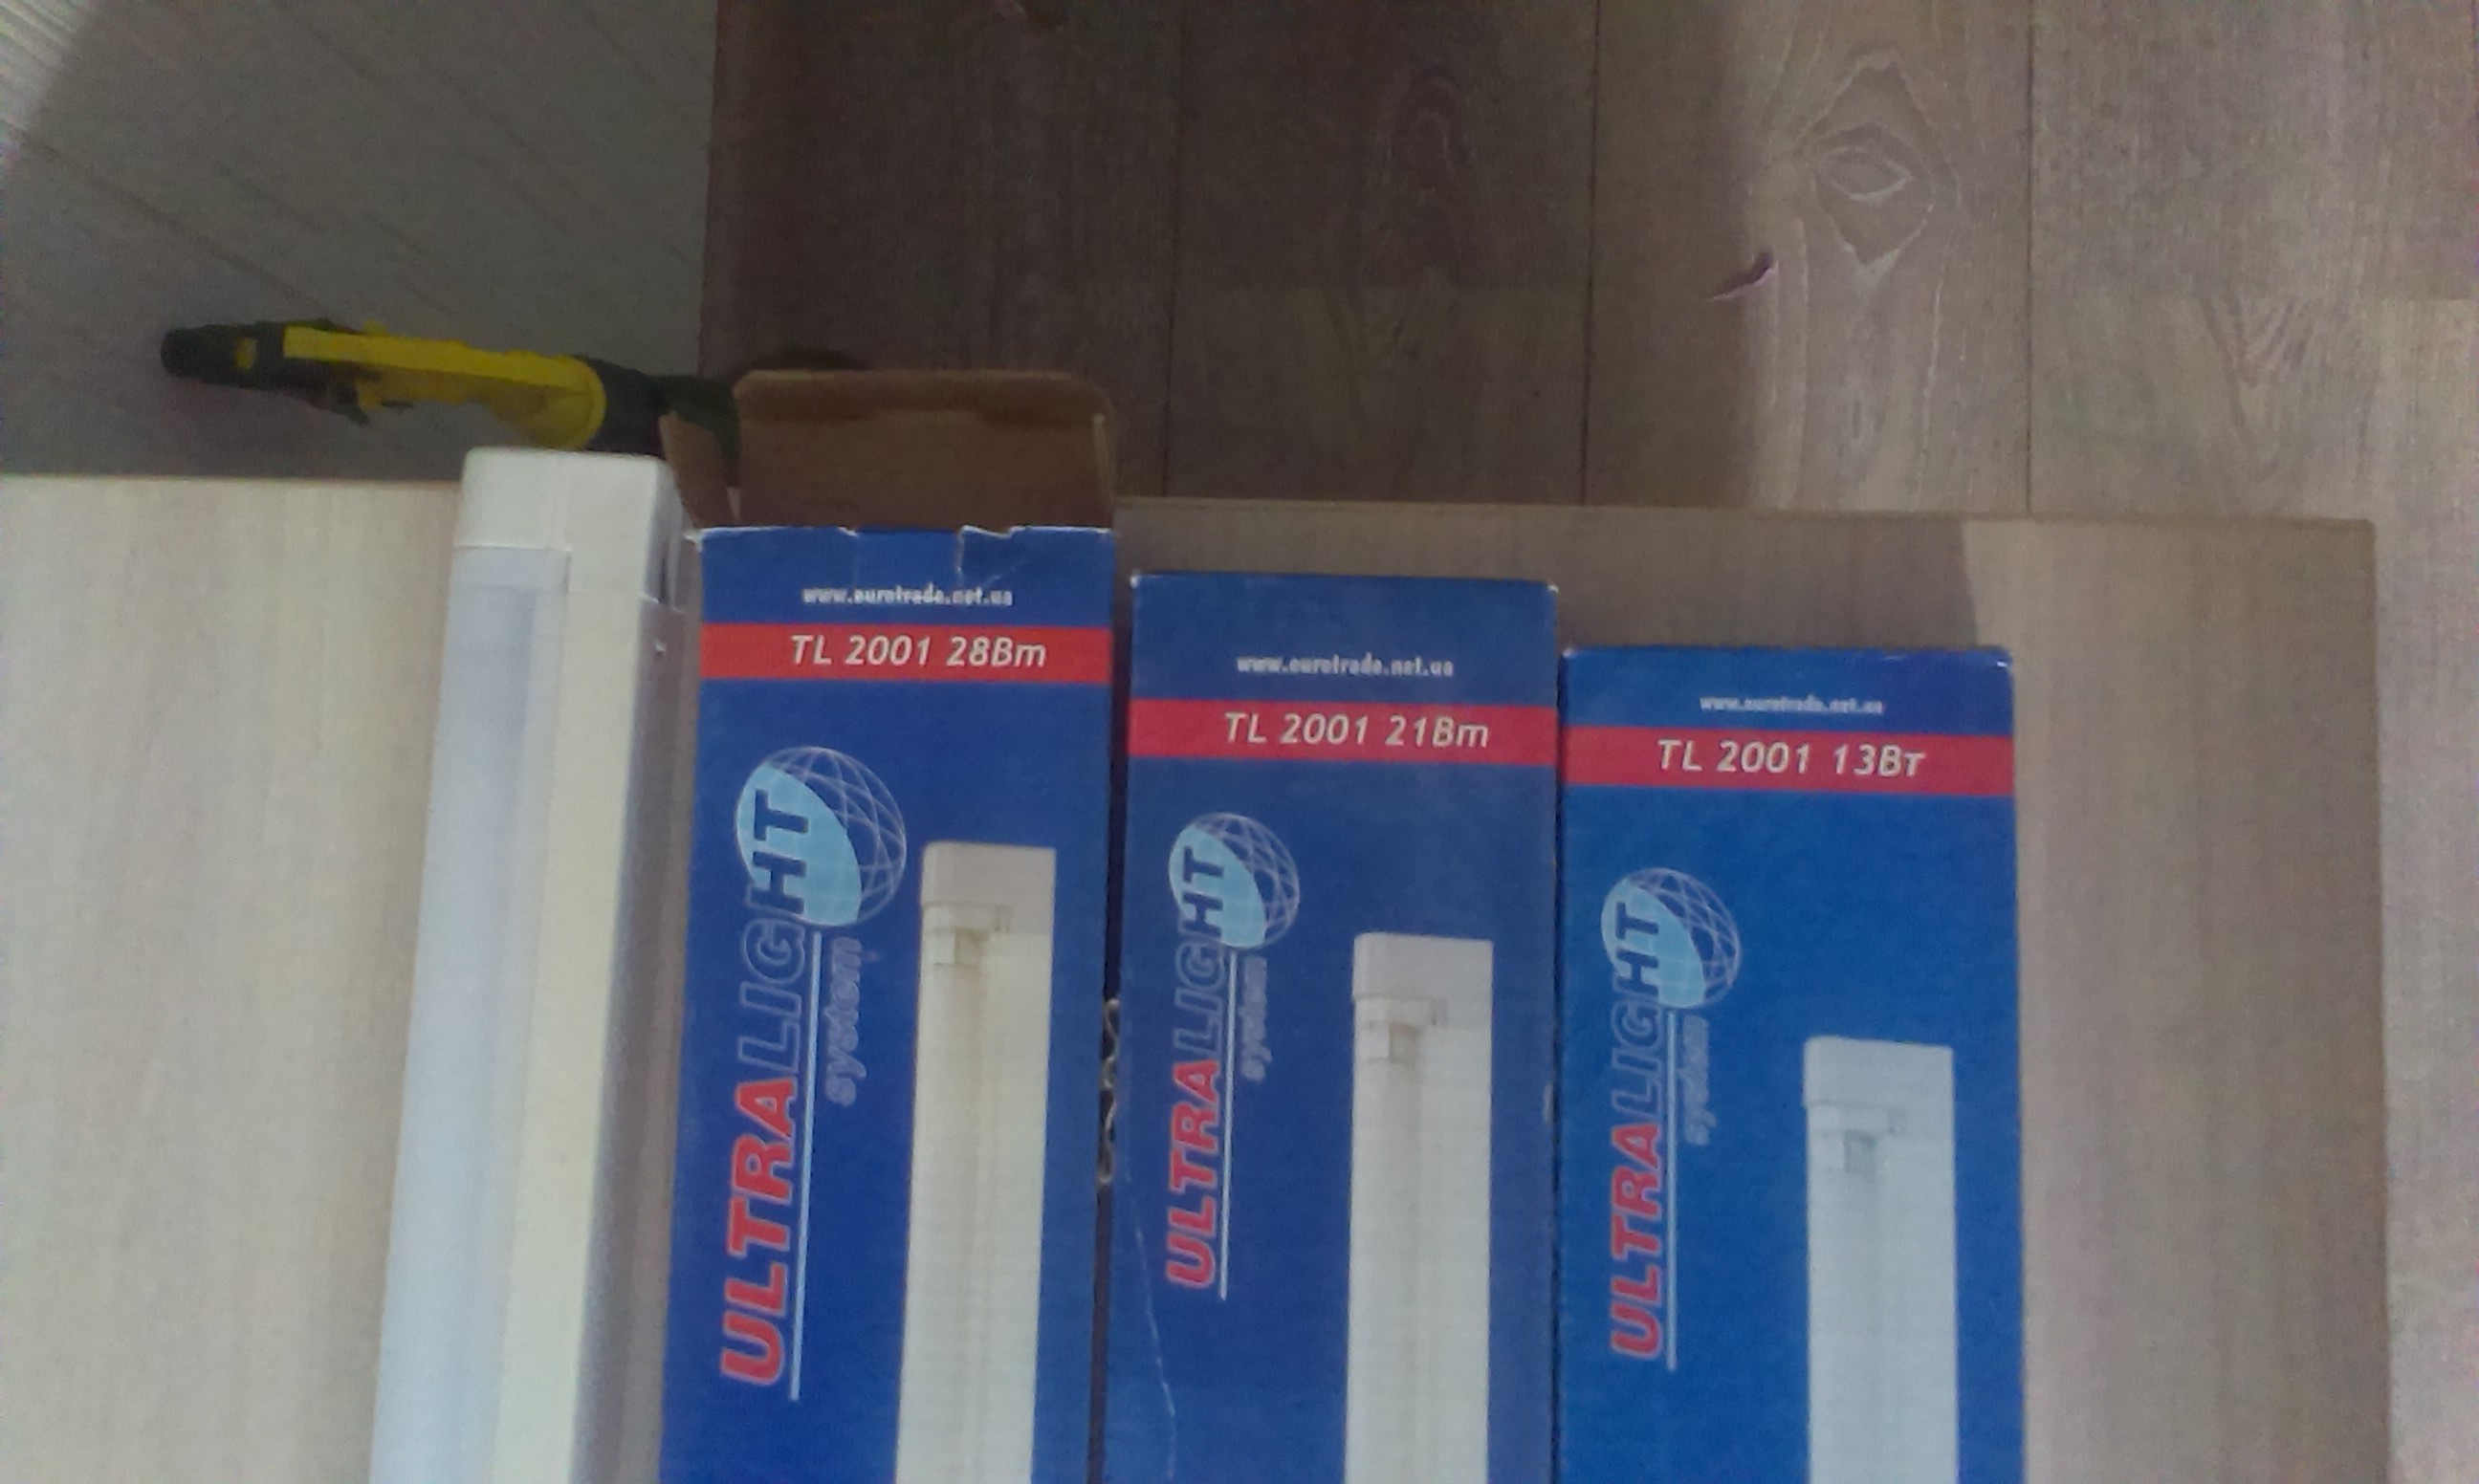 www.eurotrade.net.ua
TL 2001 28Вт
ULTRALIGHT
system
www.eurotrade.net.ua
TL 2001 21Вт
ULTRALIGHT
system
www.eurotrade.net.ua
TL 2001 13Вт
ULTRALIGHT
system